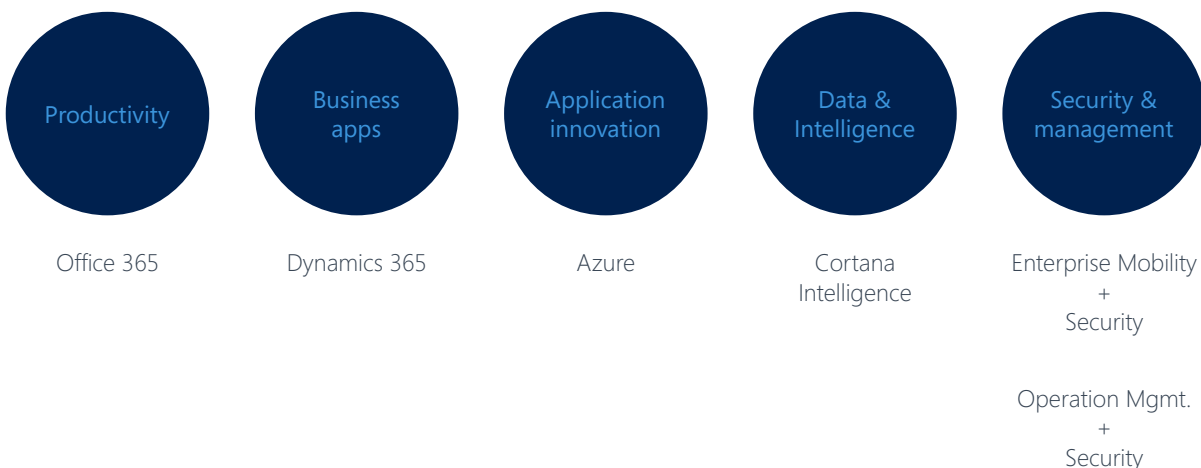 Productivity
Business
apps
Application
innovation
Data &
Intelligence
Security &
management
Office 365
Dynamics 365
Azure
Cortana
Intelligence
Enterprise Mobility
+
Security
Operation Mgmt.
+
Security